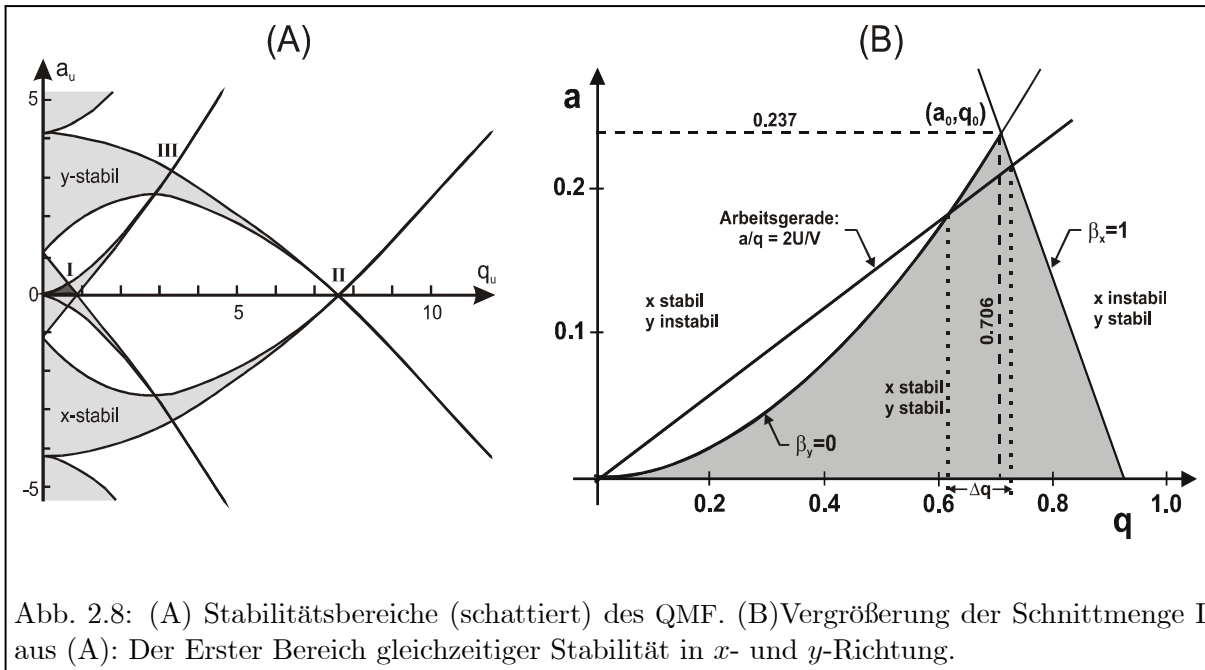 (A)
a_u
5
III
y-stabil
I
II
0
q_u
5
10
x-stabil
-5
(B)
a
0.237
(a₀,q₀)
0.2
Arbeitsgerade:
a/q = 2U/V
βₓ=1
x stabil
y instabil
0.706
x instabil
y stabil
0.1
x stabil
y stabil
β_y=0
Δq
0.2
0.4
0.6
0.8
1.0
q
Abb. 2.8: (A) Stabilitätsbereiche (schattiert) des QMF. (B)Vergrößerung der Schnittmenge I
aus (A): Der Erster Bereich gleichzeitiger Stabilität in x- und y-Richtung.